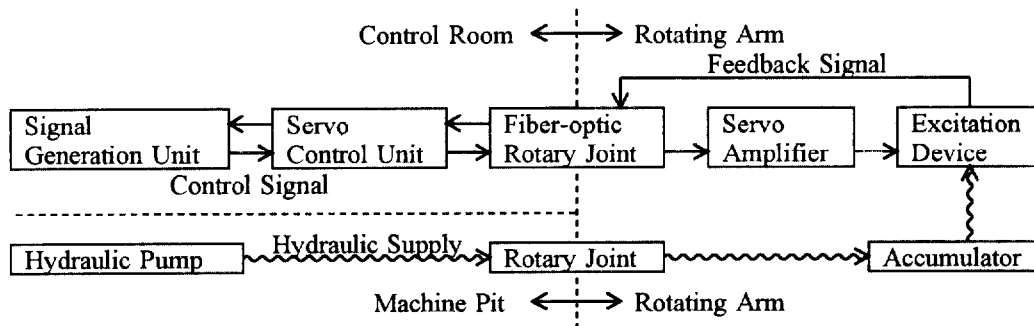 Control Room
Rotating Arm
Feedback Signal
Signal
Generation Unit
Servo
Control Unit
Fiber-optic
Rotary Joint
Servo
Amplifier
Excitation
Device
Control Signal
Hydraulic Pump
Hydraulic Supply
Rotary Joint
Accumulator
Machine Pit
Rotating Arm